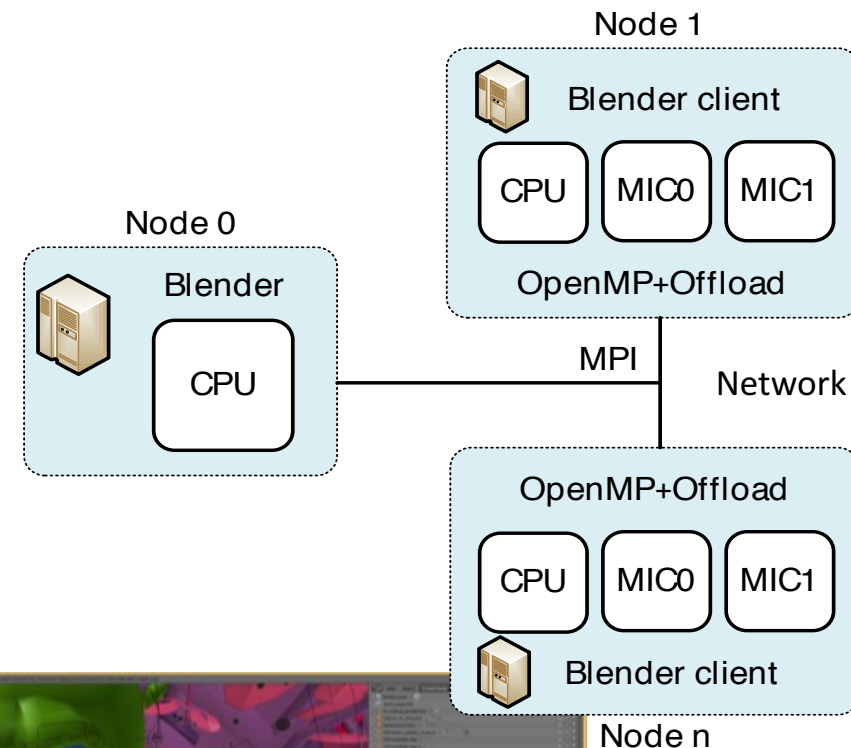 Node 1
Blender client
CPU
MIC0
MIC1
OpenMP+Offload
Node 0
Blender
CPU
MPI
Network
OpenMP+Offload
CPU
MIC0
MIC1
Blender client
Node n